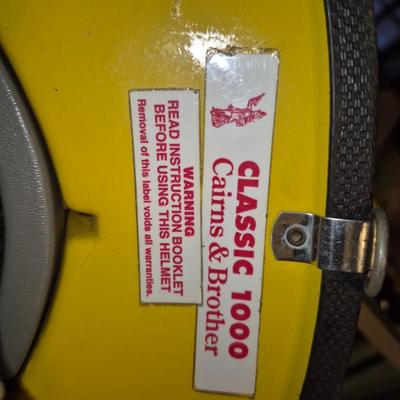 CLASSIC 1000
Cairns & Brother
WARNING
READ INSTRUCTION BOOKLET
BEFORE USING THIS HELMET
Removal of this label voids all warranties.